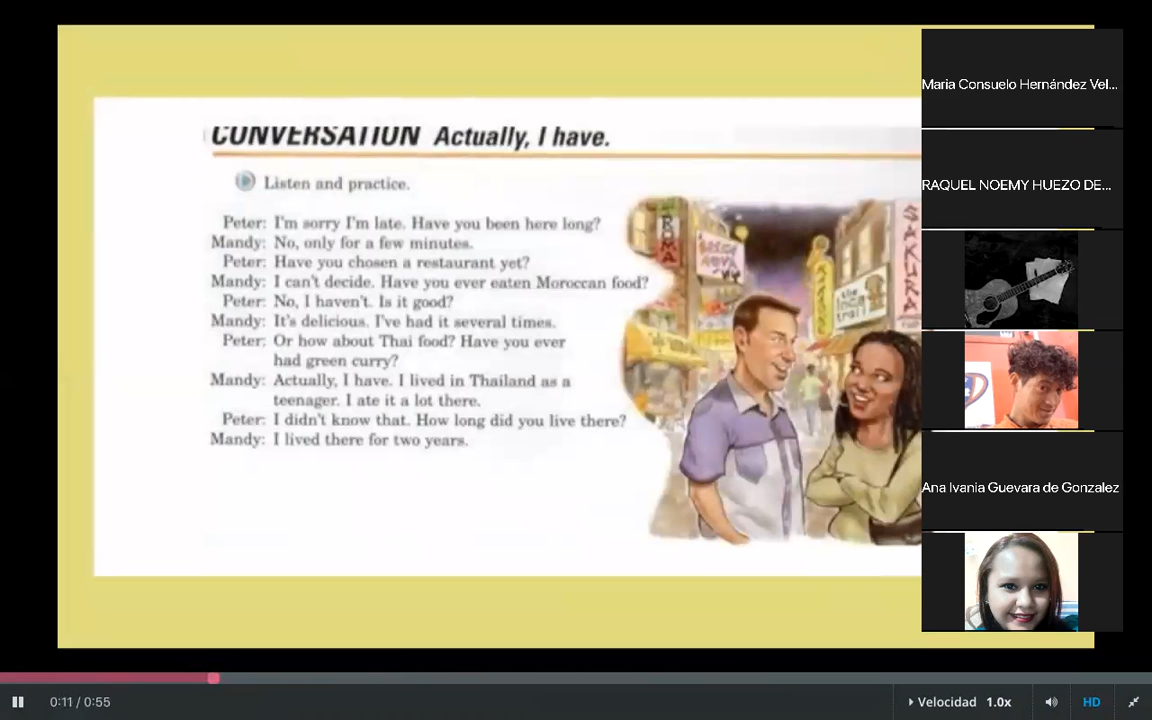 CONVERSATION Actually, I have.
Listen and practice.
Peter: I'm sorry I'm late. Have you been here long?
Mandy: No, only for a few minutes.
Peter: Have you chosen a restaurant yet?
Mandy: I can't decide. Have you ever eaten Moroccan food?
Peter: No, I haven't. Is it good?
Mandy: It's delicious. I've had it several times.
Peter: Or how about Thai food? Have you ever
had green curry?
Mandy: Actually, I have. I lived in Thailand as a
teenager. I ate it a lot there.
Peter: I didn't know that. How long did you live there?
Mandy: I lived there for two years.
ROMA
SAKURA
the
inca
trail
Maria Consuelo Hernández Vel...
RAQUEL NOEMY HUEZO DE...
Ana Ivania Guevara de Gonzalez
0:11 / 0:55
Velocidad 1.0x
HD